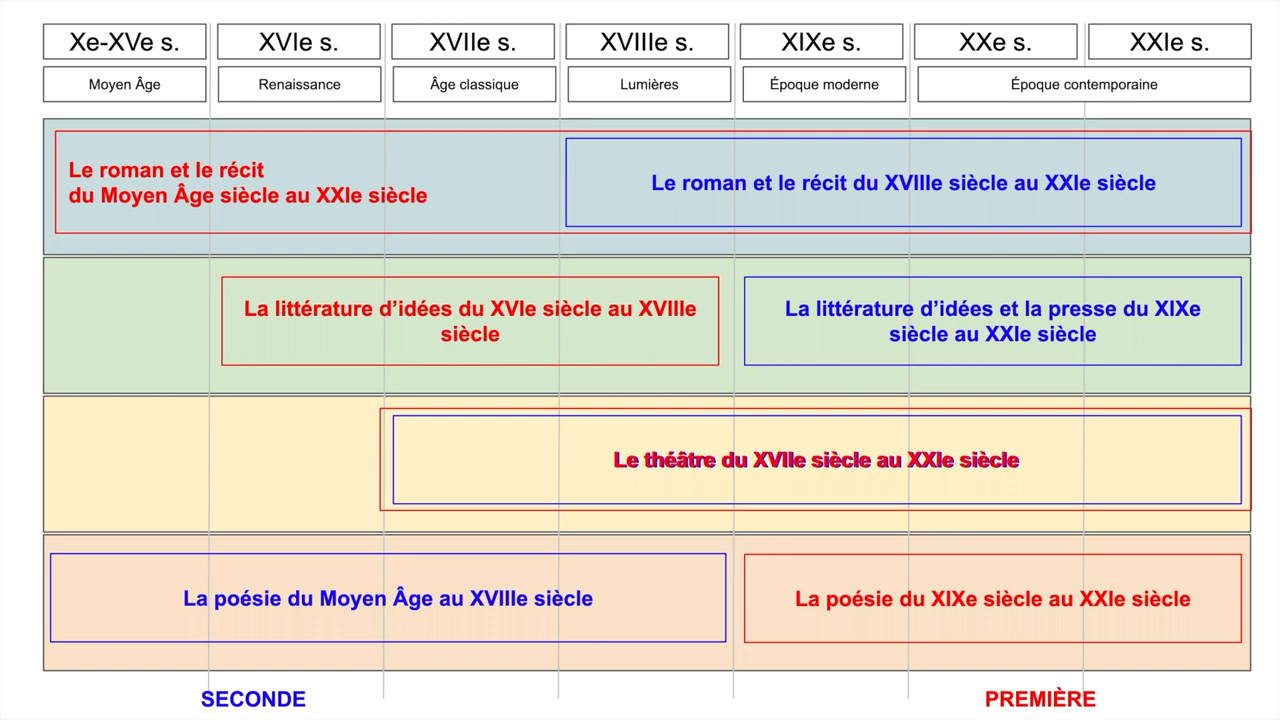 Xe-XVe s.
XVIe s.
XVIIe s.
XVIIIe s.
XIXe s.
XXe s.
XXIe s.
Moyen Âge
Renaissance
Âge classique
Lumières
Époque moderne
Époque contemporaine
Le roman et le récit
du Moyen Âge siècle au XXIe siècle
Le roman et le récit du XVIIIe siècle au XXIe siècle
La littérature d’idées du XVIe siècle au XVIIIe
siècle
La littérature d’idées et la presse du XIXe
siècle au XXIe siècle
Le théâtre du XVIIe siècle au XXIe siècle
La poésie du Moyen Âge au XVIIIe siècle
La poésie du XIXe siècle au XXIe siècle
SECONDE
PREMIÈRE